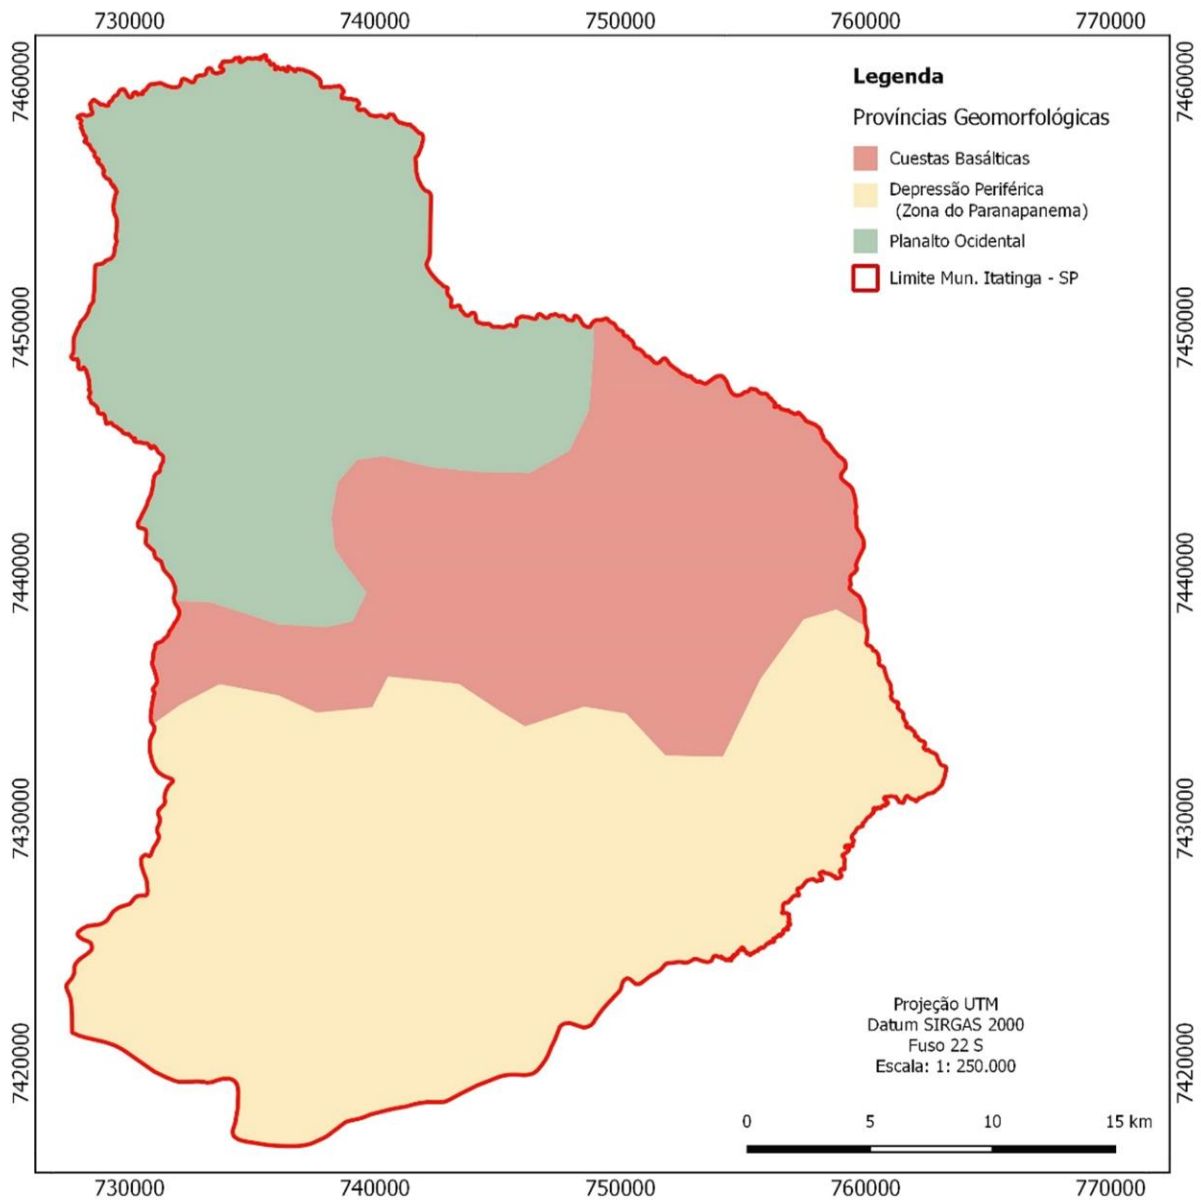 730000 740000 750000 760000 770000
7460000
7450000
7440000
7430000
7420000
Legenda
Províncias Geomorfológicas
Cuestas Basálticas
Depressão Periférica
(Zona do Paranapanema)
Planalto Ocidental
Limite Mun. Itatinga - SP
7460000
7450000
7440000
7430000
7420000
Projeção UTM
Datum SIRGAS 2000
Fuso 22 S
Escala: 1: 250.000
0 5 10 15 km
730000 740000 750000 760000 770000